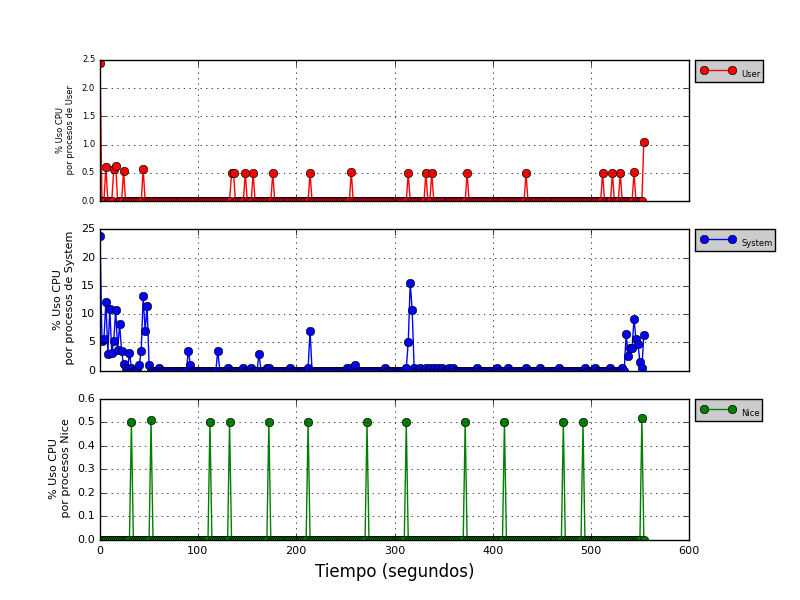 2.5
2.0
1.5
1.0
0.5
0.0
% Uso CPU
por procesos de User
User
25
20
15
10
5
0
% Uso CPU
por procesos de System
System
0.6
0.5
0.4
0.3
0.2
0.1
0.0
% Uso CPU
por procesos Nice
Nice
0 100 200 300 400 500 600
Tiempo (segundos)